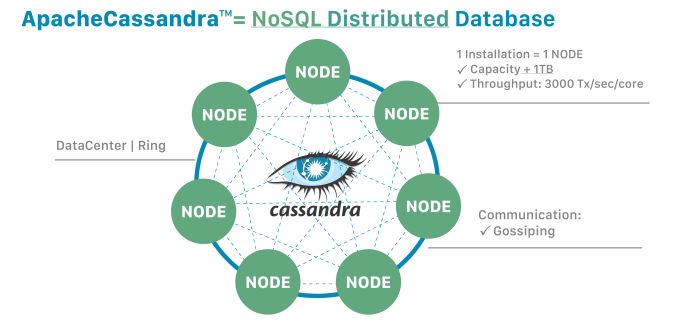 ApacheCassandra™= NoSQL Distributed Database
1 Installation = 1 NODE
✓ Capacity + 1TB
✓ Throughput: 3000 Tx/sec/core
NODE
NODE
NODE
DataCenter | Ring
NODE
NODE
cassandra
Communication:
✓ Gossiping
NODE
NODE